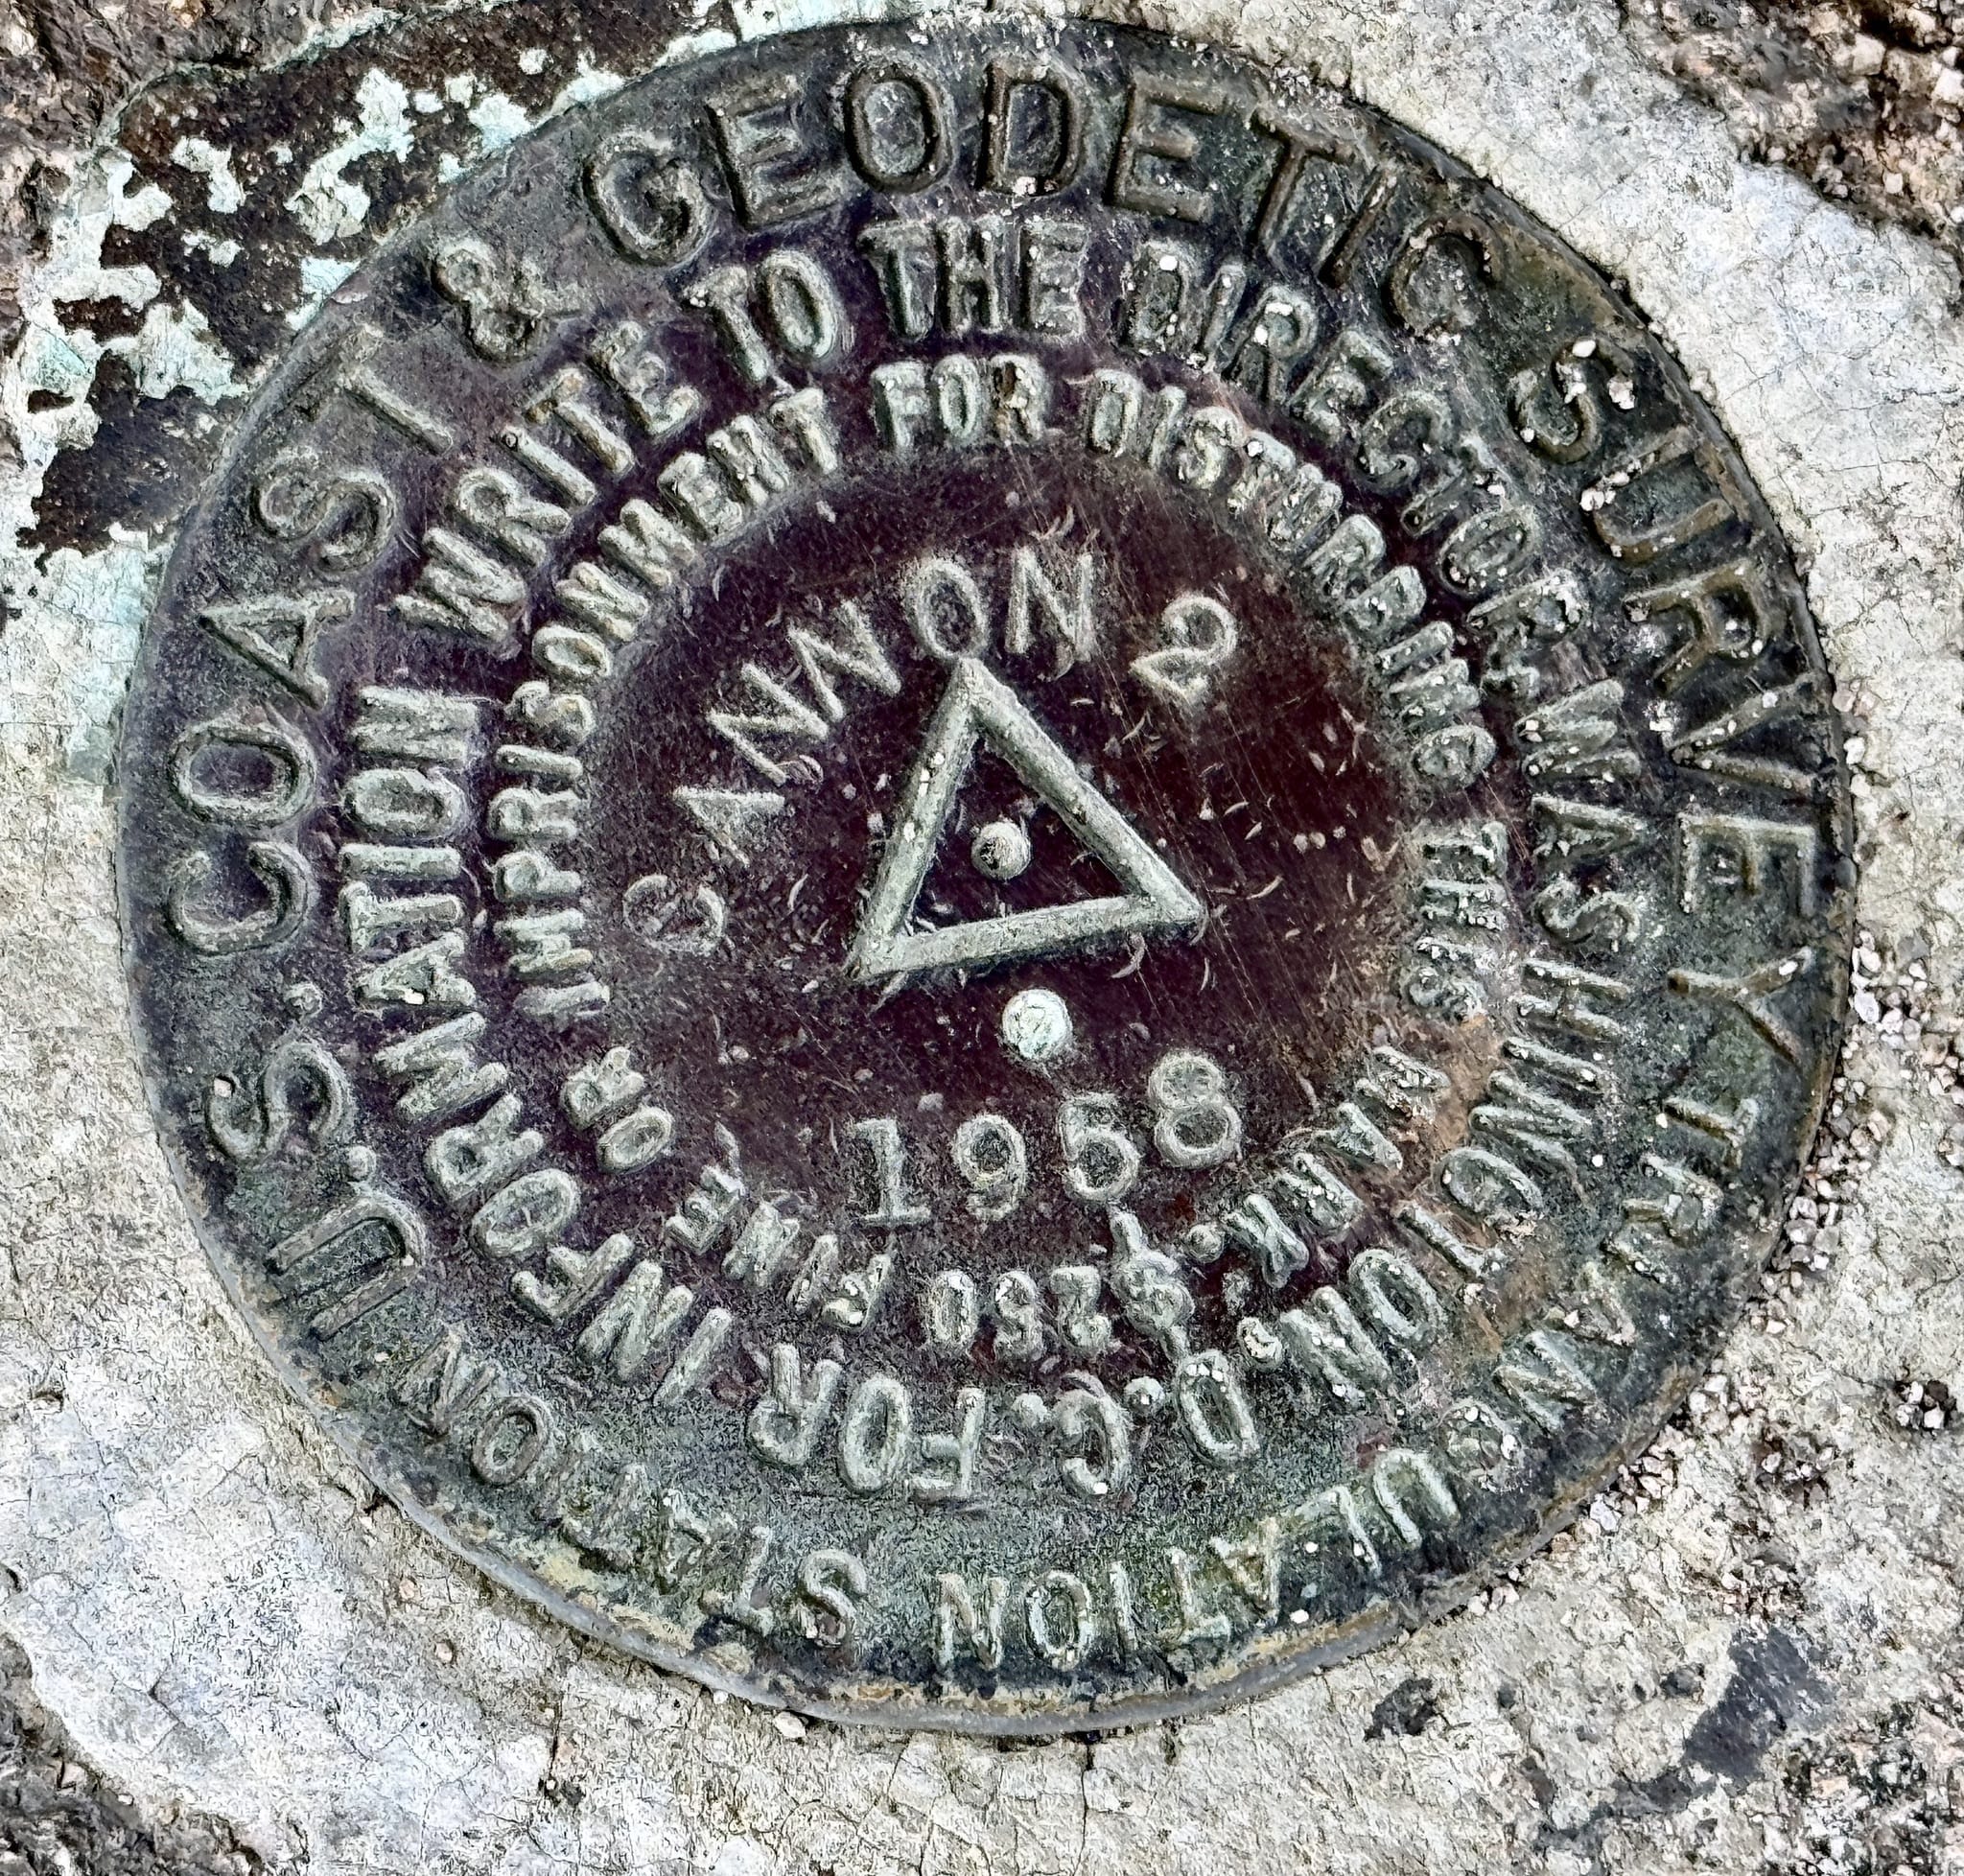 U.S. COAST & GEODETIC SURVEY
TRIANGULATION STATION
WRITE TO THE DIRECTOR, WASHINGTON, D.C. FOR INFORMATION
$250 FINE OR IMPRISONMENT FOR DISTURBING THIS MARK.
GANNON 2
1958